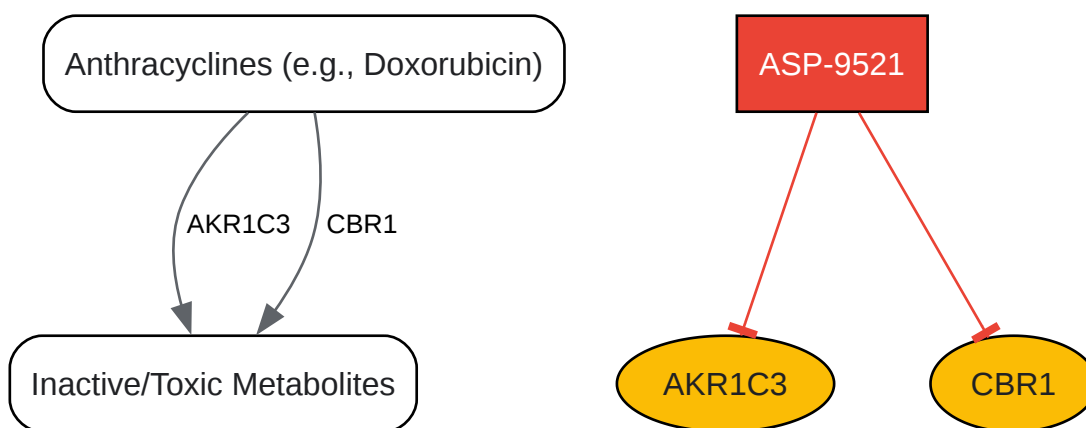 Anthracyclines (e.g., Doxorubicin)
ASP-9521
AKR1C3
CBR1
Inactive/Toxic Metabolites
AKR1C3
CBR1